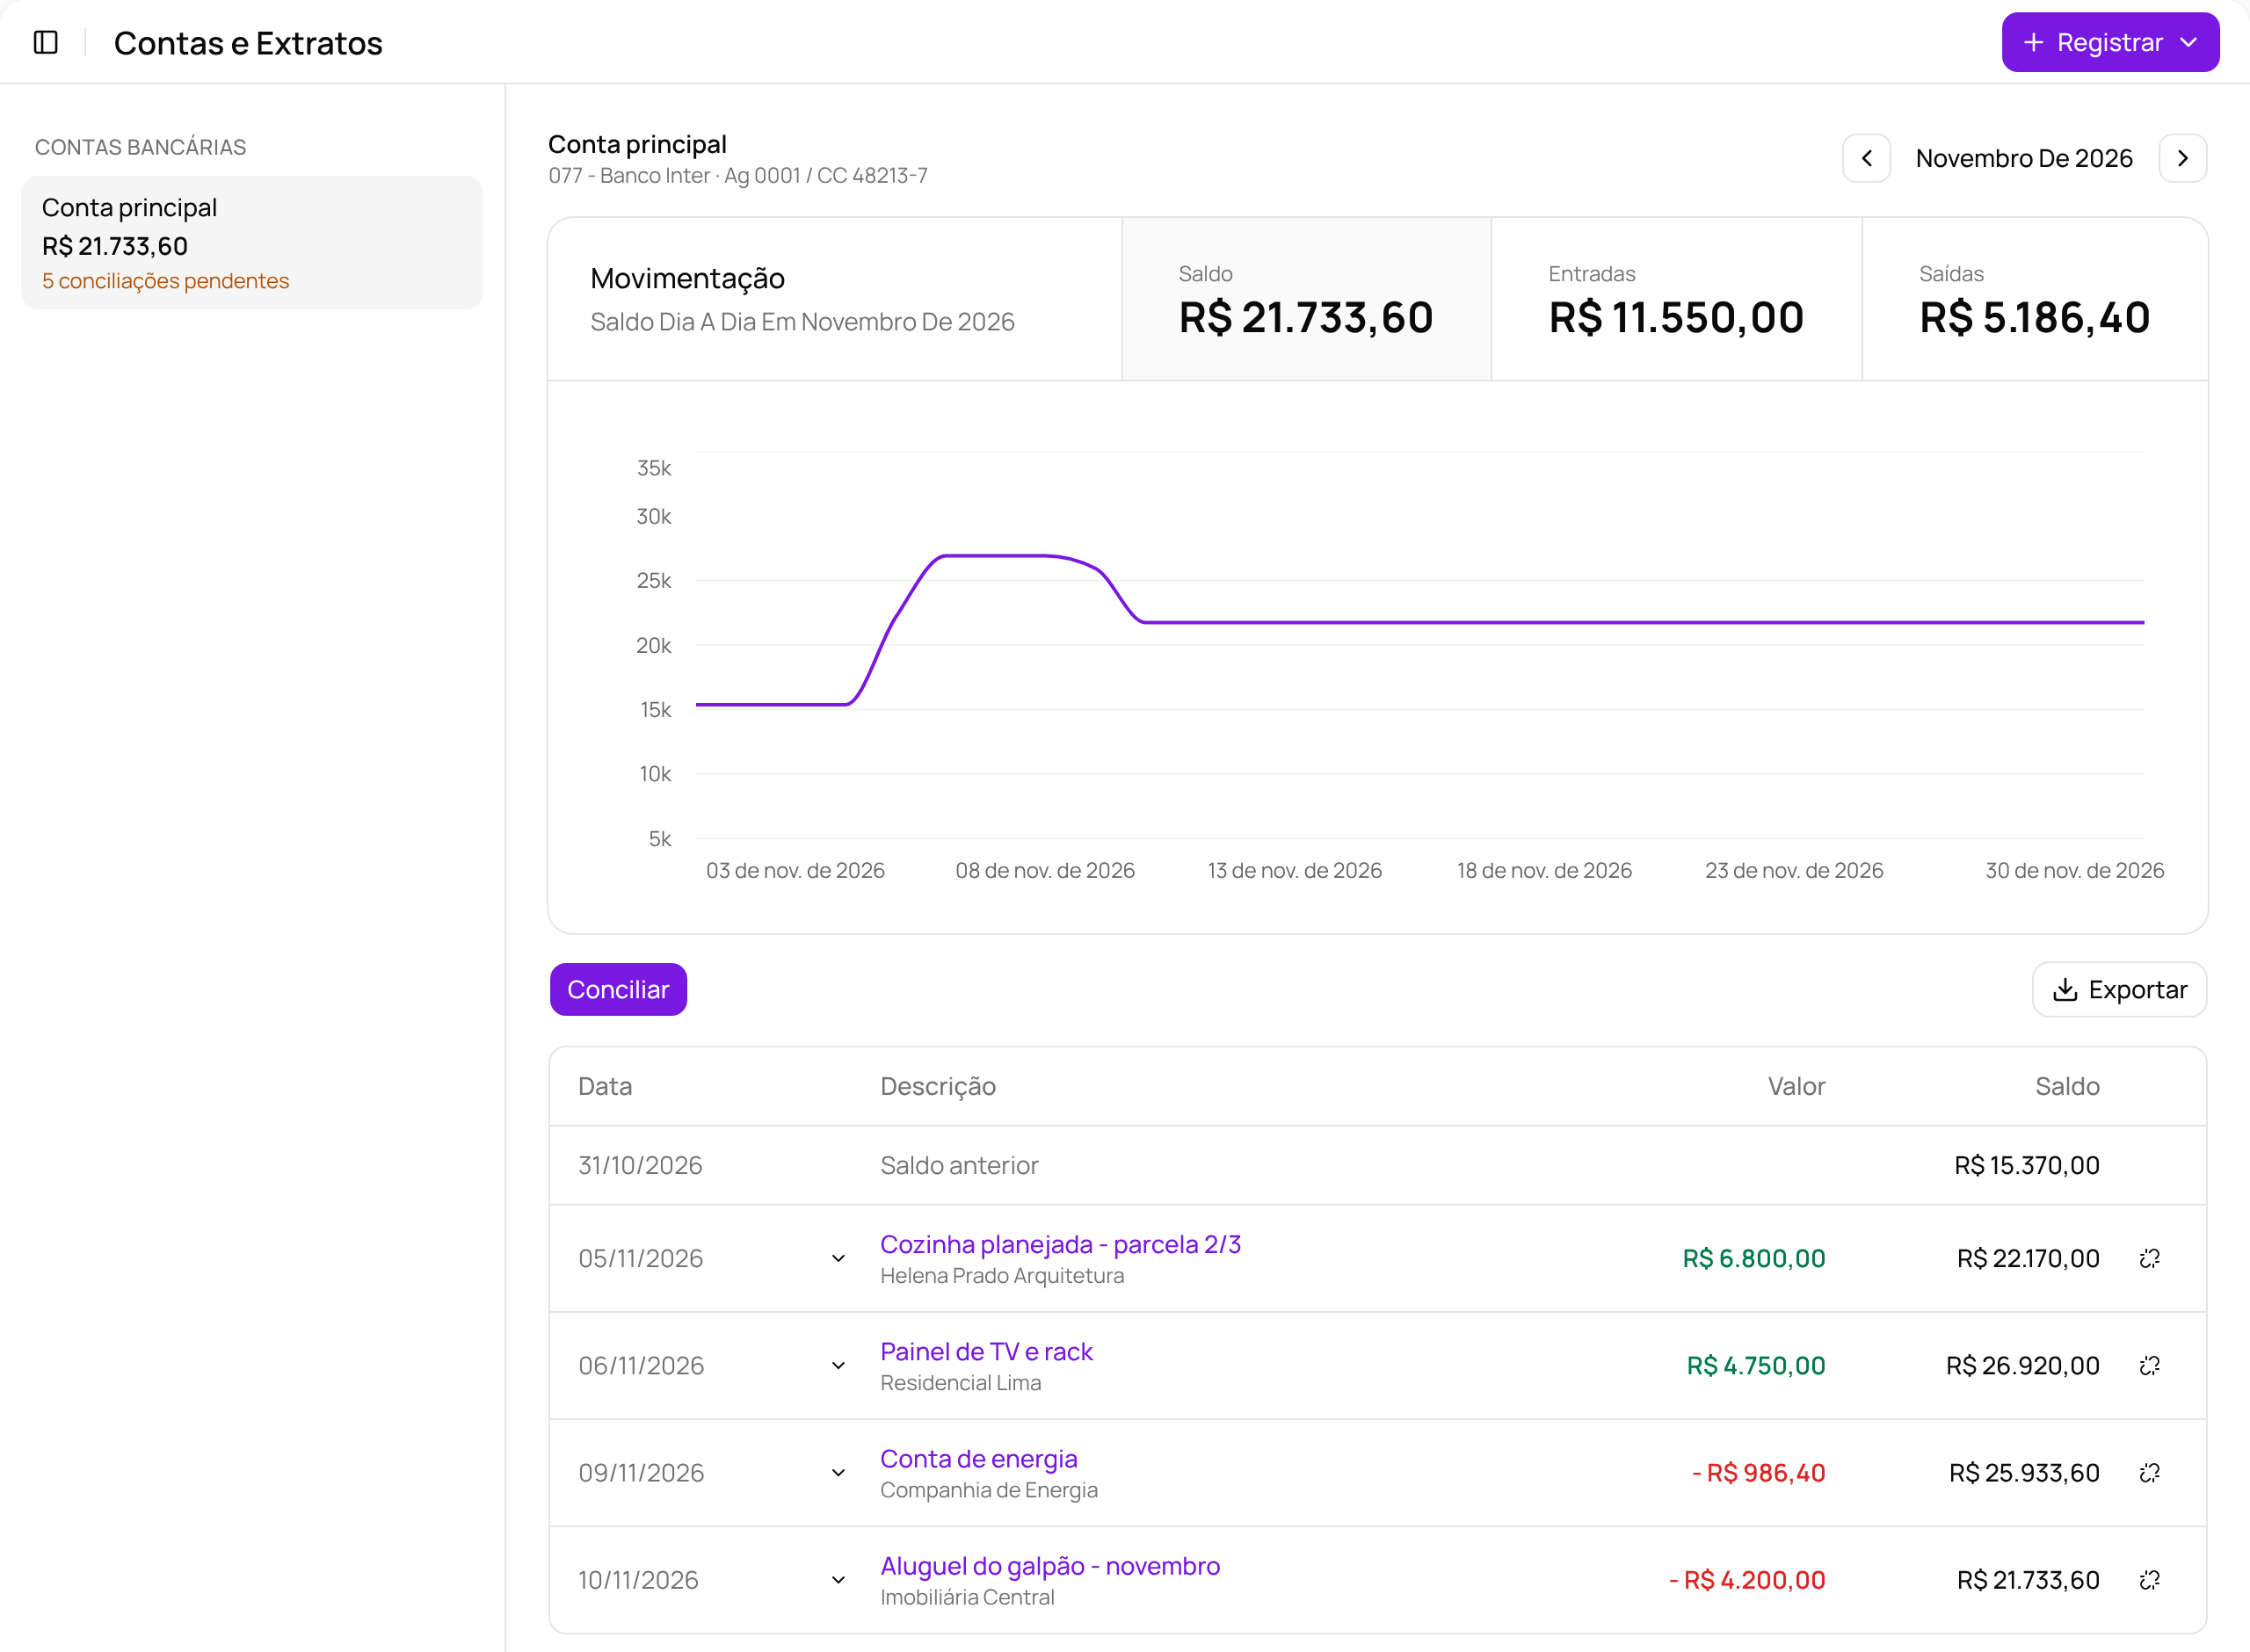 Contas e Extratos
Registrar
CONTAS BANCÁRIAS
Conta principal
R$ 21.733,60
5 conciliações pendentes
Conta principal
077 - Banco Inter · Ag 0001 / CC 48213-7
Novembro De 2026
Movimentação
Saldo Dia A Dia Em Novembro De 2026
Saldo
R$ 21.733,60
Entradas
R$ 11.550,00
Saídas
R$ 5.186,40
35k
30k
25k
20k
15k
10k
5k
03 de nov. de 2026 08 de nov. de 2026 13 de nov. de 2026 18 de nov. de 2026 23 de nov. de 2026 30 de nov. de 2026
Conciliar
Exportar
Data Descrição Valor Saldo
31/10/2026 Saldo anterior R$ 15.370,00
05/11/2026 Cozinha planejada - parcela 2/3 R$ 6.800,00 R$ 22.170,00
Helena Prado Arquitetura
06/11/2026 Painel de TV e rack R$ 4.750,00 R$ 26.920,00
Residencial Lima
09/11/2026 Conta de energia - R$ 986,40 R$ 25.933,60
Companhia de Energia
10/11/2026 Aluguel do galpão - novembro - R$ 4.200,00 R$ 21.733,60
Imobiliária Central